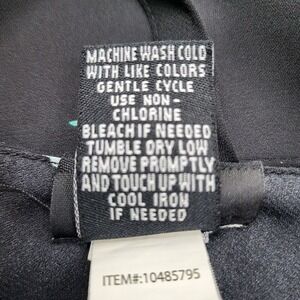 MACHINE WASH COLD
WITH LIKE COLORS
GENTLE CYCLE
USE NON-
CHLORINE
BLEACH IF NEEDED
TUMBLE DRY LOW
REMOVE PROMPTLY
AND TOUCH UP WITH
COOL IRON
IF NEEDED
ITEM#:10485795